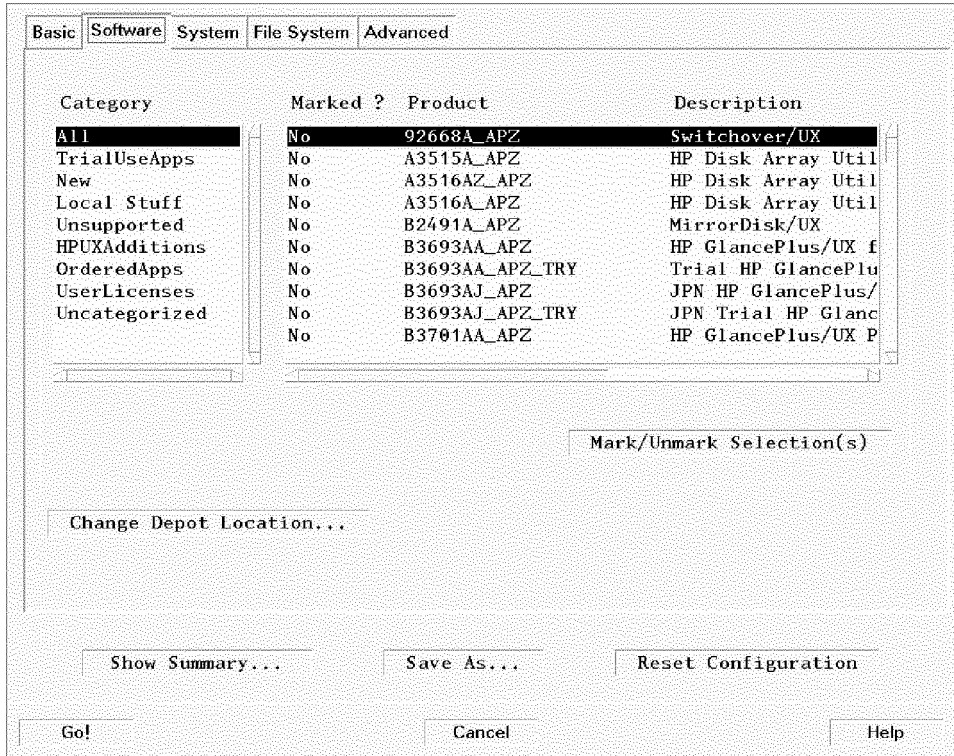 Basic Software System File System Advanced
Category Marked ? Product Description
All No 92668A_APZ Switchover/UX
TrialUseApps No A3515A_APZ HP Disk Array Util
New No A3516AZ_APZ HP Disk Array Util
Local Stuff No A3516A_APZ HP Disk Array Util
Unsupported No B2491A_APZ MirrorDisk/UX
HPUXAdditions No B3693AA_APZ HP GlancePlus/UX f
OrderedApps No B3693AA_APZ_TRY Trial HP GlancePlu
UserLicenses No B3693AJ_APZ JPN HP GlancePlus/
Uncategorized No B3693AJ_APZ_TRY JPN Trial HP Glanc
No B3701AA_APZ HP GlancePlus/UX P
Mark/Unmark Selection(s)
Change Depot Location...
Show Summary... Save As... Reset Configuration
Go! Cancel Help